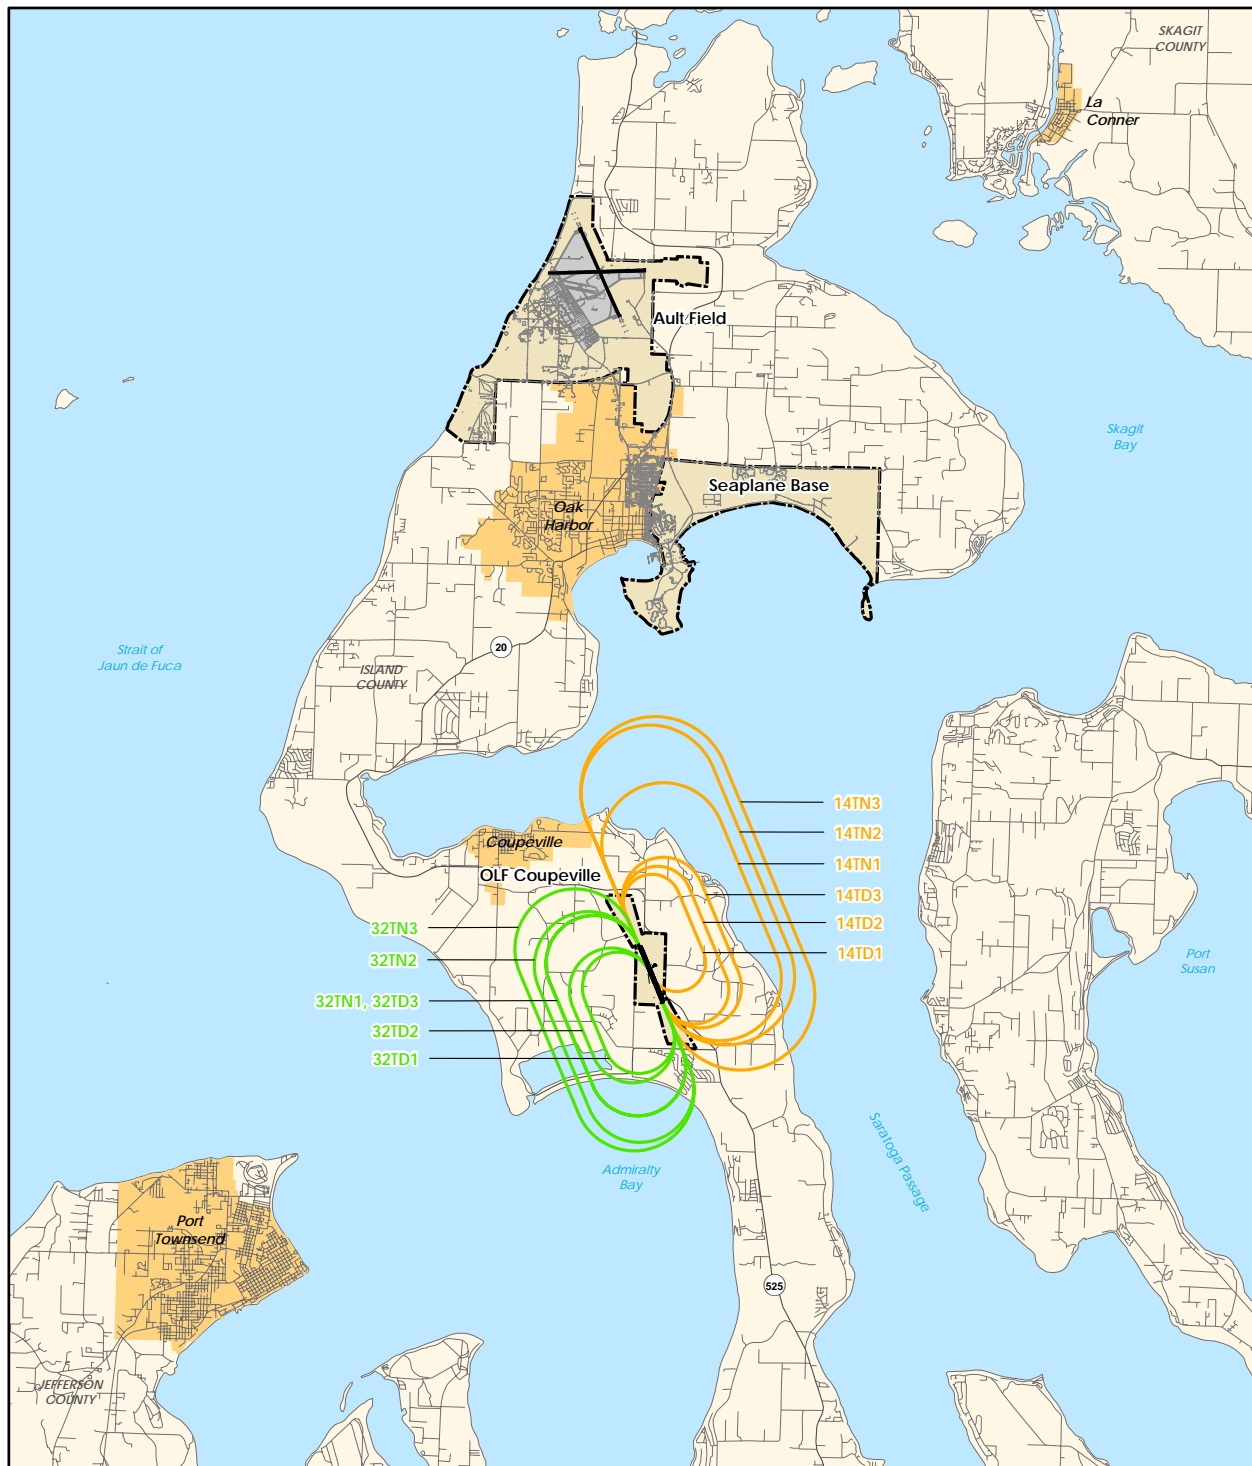 SKAGIT
COUNTY
La
Conner
Ault Field
Skagit
Bay
Seaplane Base
Oak
Harbor
Strait of
Jaun de Fuca
20
ISLAND
COUNTY
14TN3
14TN2
14TN1
14TD3
14TD2
14TD1
Coupeville
OLF Coupeville
32TN3
32TN2
32TN1, 32TD3
32TD2
32TD1
Port
Susan
Saratoga Passage
Admiralty
Bay
Port
Townsend
525
JEFFERSON
COUNTY